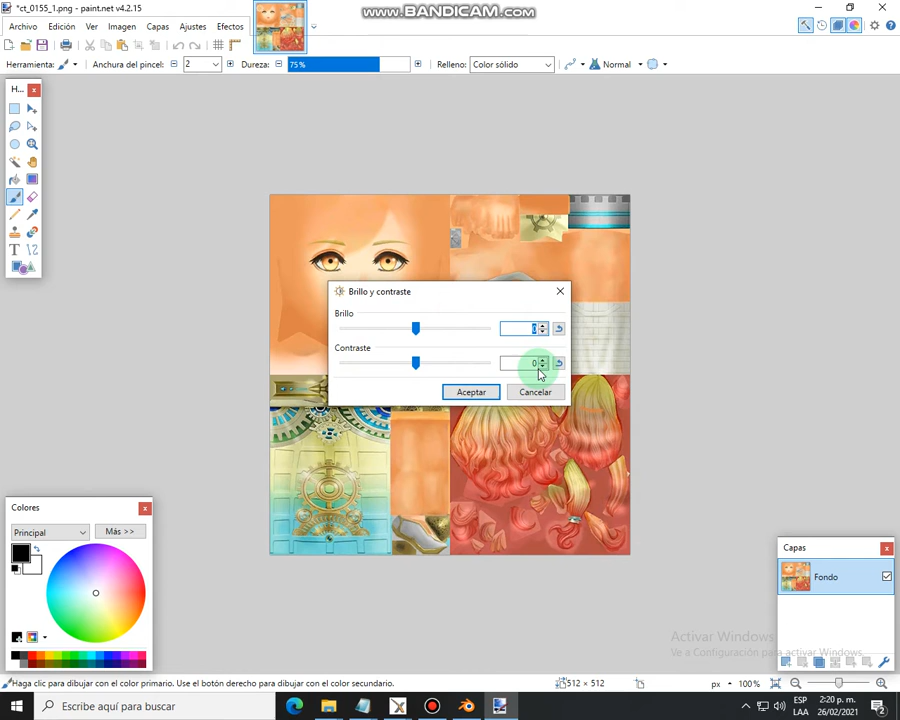 *ct_0155_1.png - paint.net v4.2.15
WWW.BANDICAM.COM
Archivo Edición Ver Imagen Capas Ajustes Efectos
Herramienta: Anchura del pincel: 2 Dureza: 75% Relleno: Color sólido Normal
H...
T
Brillo y contraste
Brillo
0
Contraste
0
Aceptar Cancelar
Colores
Principal Más >>
Capas
Fondo
Activar Windows
Ve a Configuración para activar Windows.
Haga clic para dibujar con el color primario. Use el botón derecho para dibujar con el color secundario. 512 × 512 px 100%
Escribe aquí para buscar
ESP
LAA
2:20 p. m.
26/02/2021
2